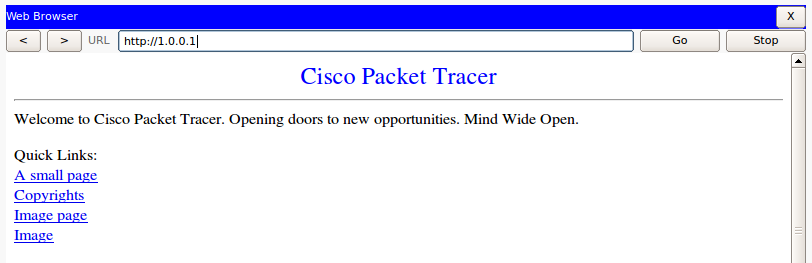 Web Browser X
< > URL http://1.0.0.1 Go Stop
Cisco Packet Tracer
Welcome to Cisco Packet Tracer. Opening doors to new opportunities. Mind Wide Open.
Quick Links:
A small page
Copyrights
Image page
Image